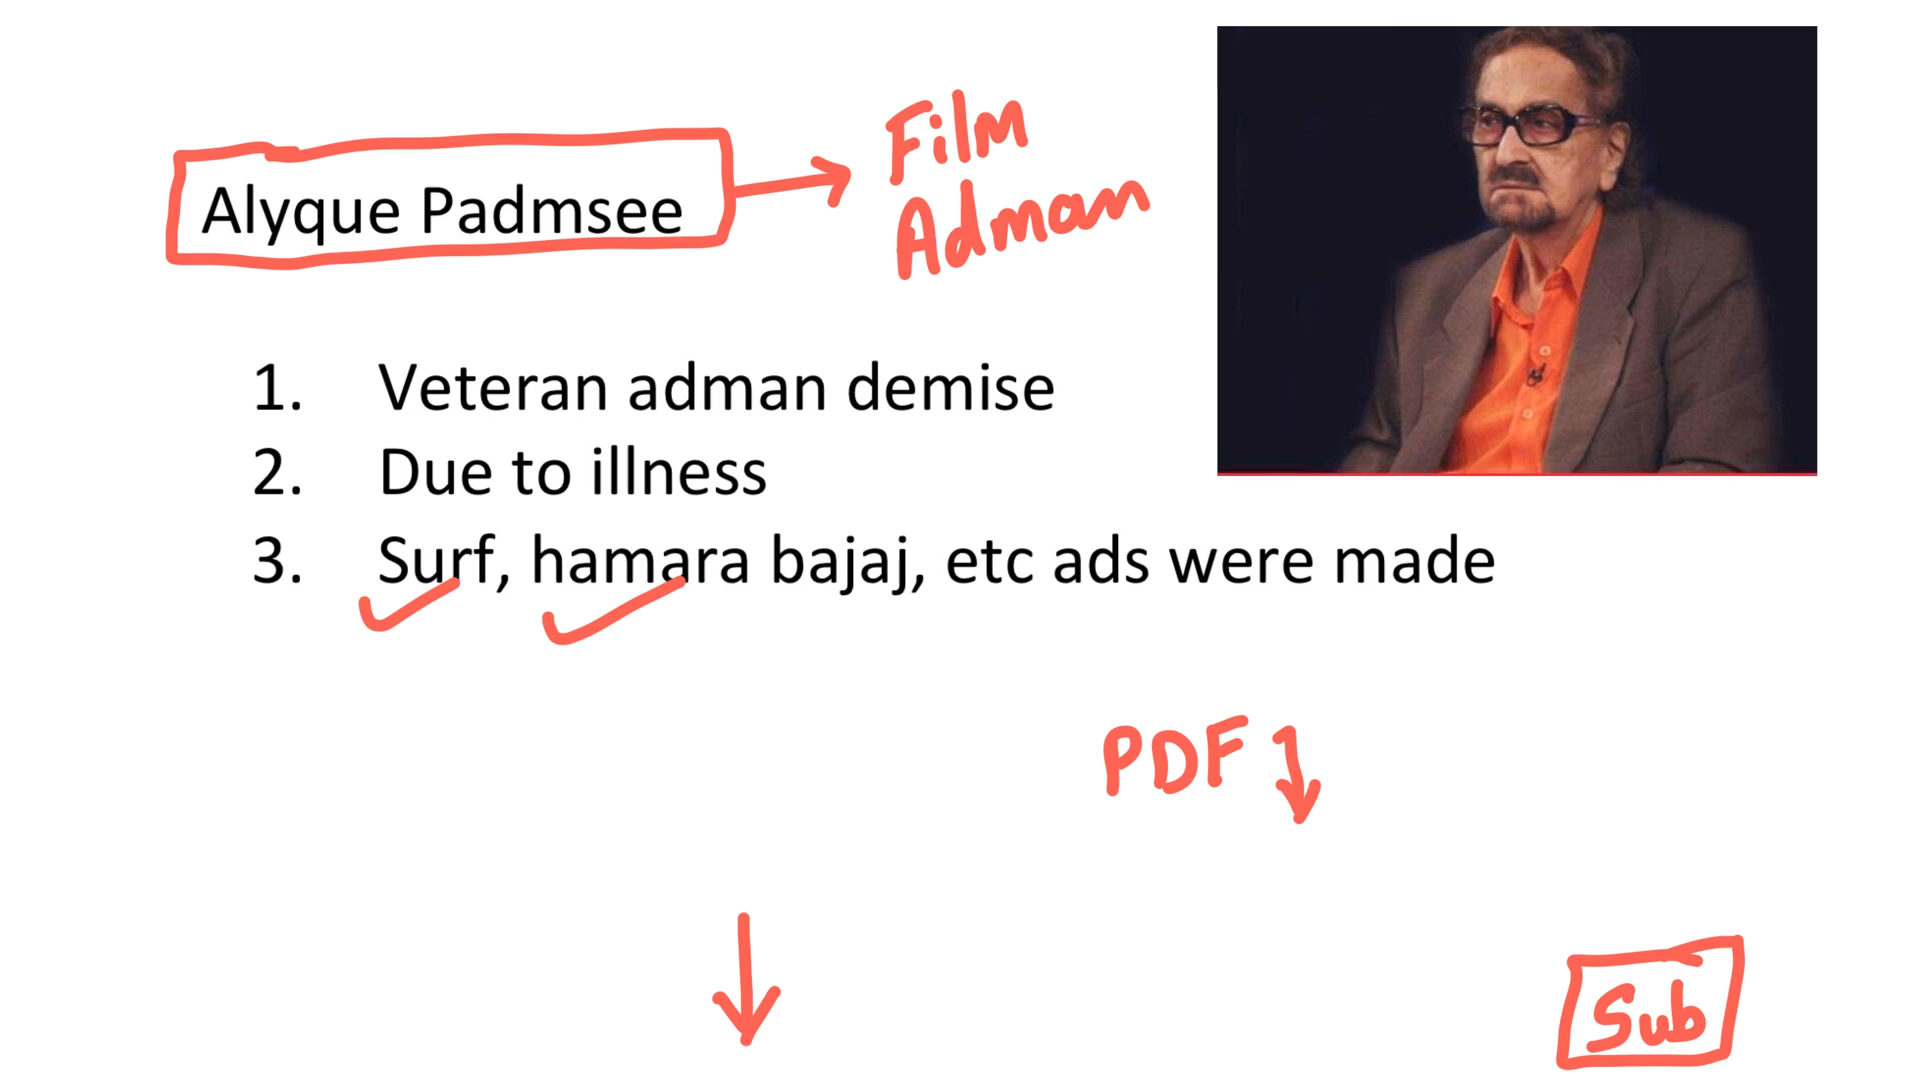 Alyque Padmsee
Film
Adman
1. Veteran adman demise
2. Due to illness
3. Surf, hamara bajaj, etc ads were made
PDF
Sub